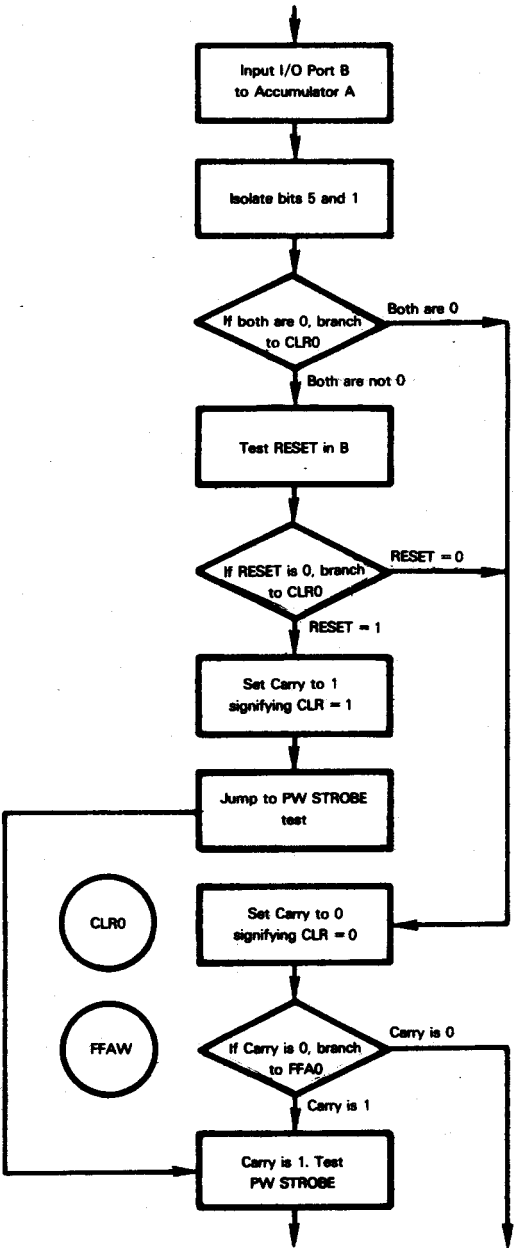 Input I/O Port B
to Accumulator A
Isolate bits 5 and 1
If both are 0, branch
to CLR0
Both are 0
Both are not 0
Test RESET in B
If RESET is 0, branch
to CLR0
RESET = 0
RESET = 1
Set Carry to 1
signifying CLR = 1
Jump to PW STROBE
test
CLR0
Set Carry to 0
signifying CLR = 0
FFAW
If Carry is 0, branch
to FFA0
Carry is 0
Carry is 1
Carry is 1. Test
PW STROBE